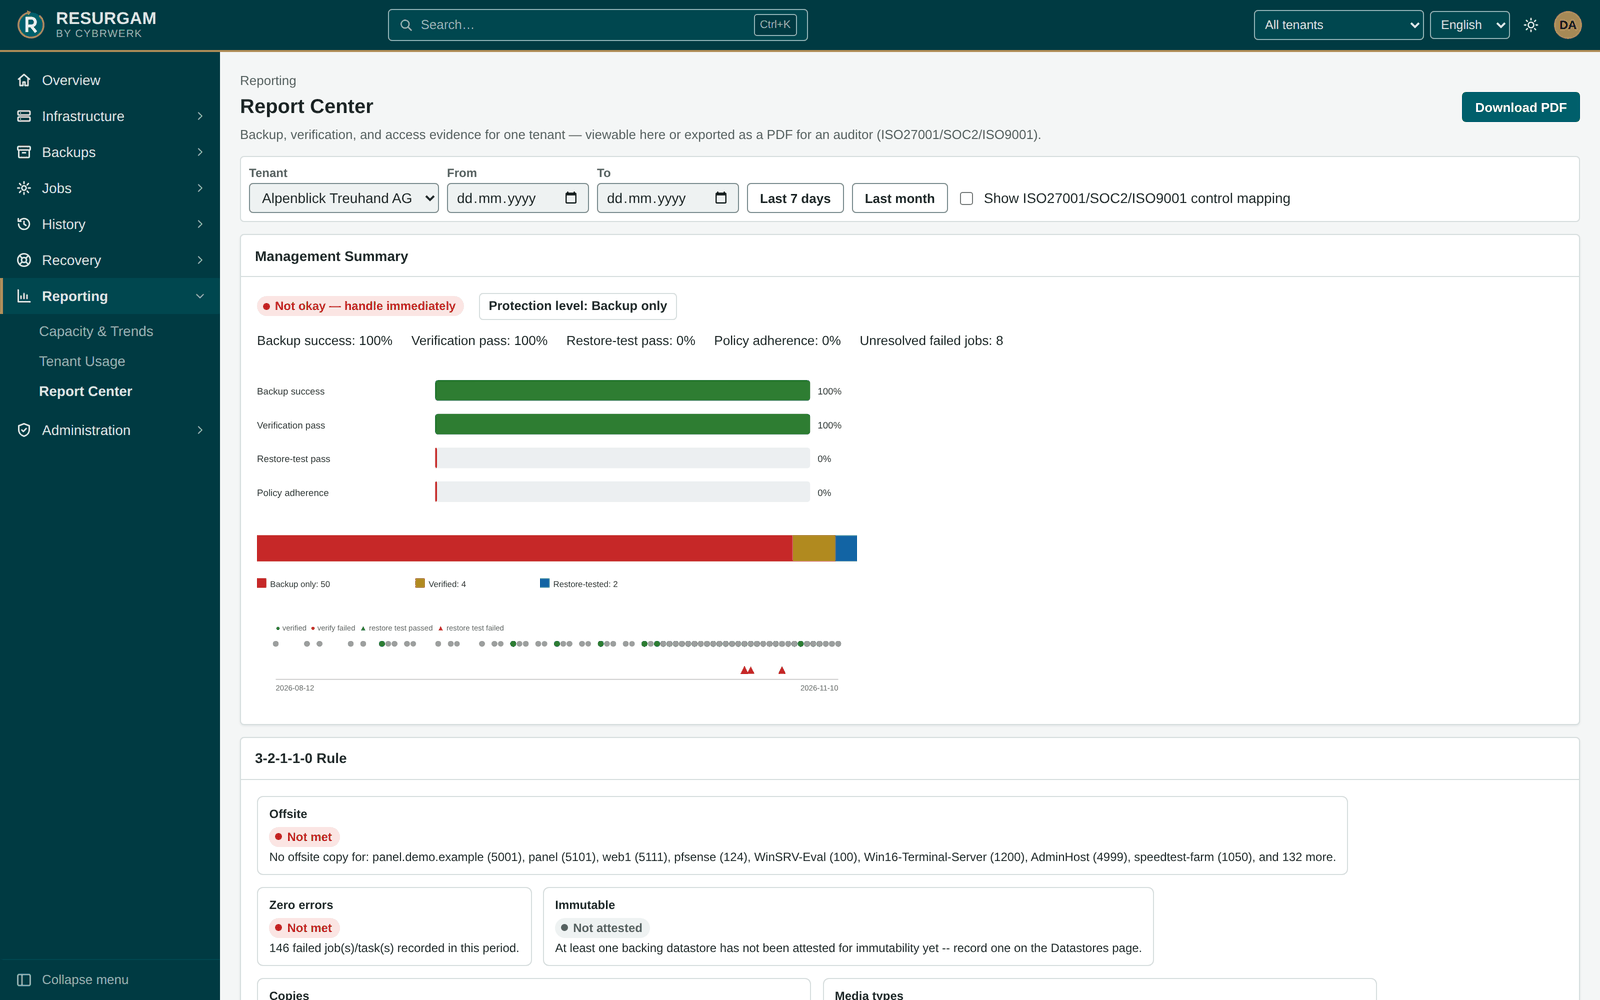 RESURGAM
BY CYBRWERK
Search…
Ctrl+K
All tenants
English
DA
Overview
Infrastructure
Backups
Jobs
History
Recovery
Reporting
Capacity & Trends
Tenant Usage
Report Center
Administration
Collapse menu
Reporting
Report Center
Download PDF
Backup, verification, and access evidence for one tenant — viewable here or exported as a PDF for an auditor (ISO27001/SOC2/ISO9001).
Tenant
From
To
Alpenblick Treuhand AG
dd.mm.yyyy
dd.mm.yyyy
Last 7 days
Last month
Show ISO27001/SOC2/ISO9001 control mapping
Management Summary
Not okay — handle immediately
Protection level: Backup only
Backup success: 100%
Verification pass: 100%
Restore-test pass: 0%
Policy adherence: 0%
Unresolved failed jobs: 8
Backup success
100%
Verification pass
100%
Restore-test pass
0%
Policy adherence
0%
Backup only: 50
Verified: 4
Restore-tested: 2
verified
verify failed
restore test passed
restore test failed
2026-08-12
2026-11-10
3-2-1-1-0 Rule
Offsite
Not met
No offsite copy for: panel.demo.example (5001), panel (5101), web1 (5111), pfsense (124), WinSRV-Eval (100), Win16-Terminal-Server (1200), AdminHost (4999), speedtest-farm (1050), and 132 more.
Zero errors
Not met
146 failed job(s)/task(s) recorded in this period.
Immutable
Not attested
At least one backing datastore has not been attested for immutability yet -- record one on the Datastores page.
Copies
Media types